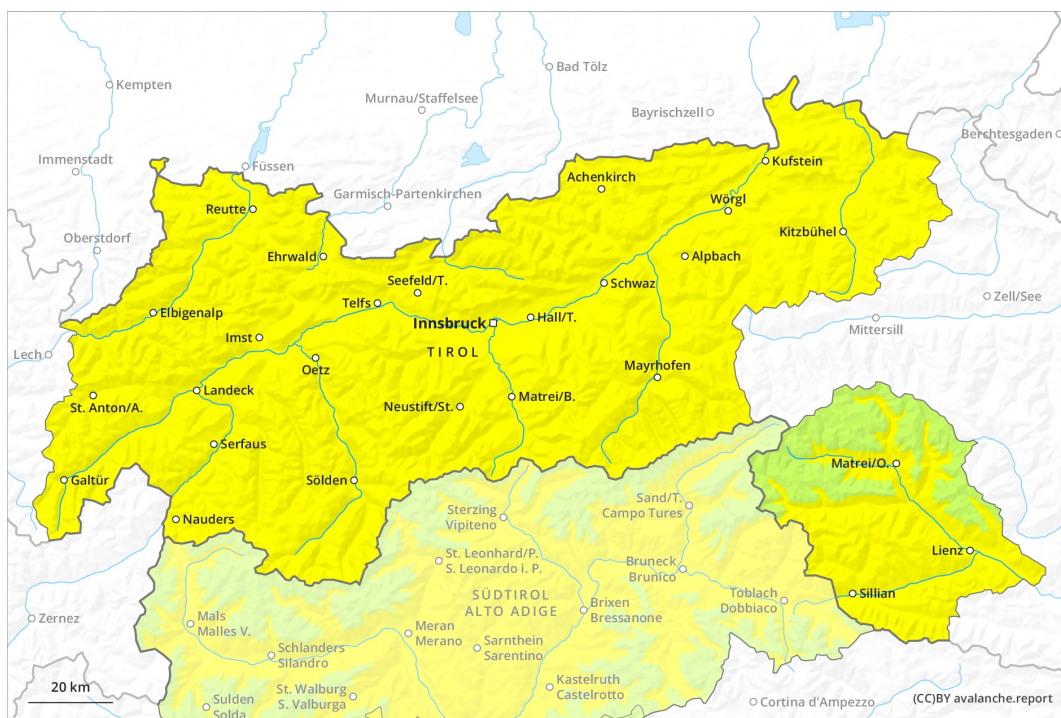 Kempten
Bad Tölz
Murnau/Staffelsee
Bayrischzell
Berchtesgaden
Immenstadt
Füssen
Kufstein
Achenkirch
Garmisch-Partenkirchen
Wörgl
Reutte
Oberstdorf
Kitzbühel
Ehrwald
Alpbach
Seefeld/T.
Schwaz
Zell/See
Telfs
Elbigenalp
Hall/T.
Innsbruck
Mittersill
Imst
TIROL
Lech
Oetz
Mayrhofen
Landeck
St. Anton/A.
Neustift/St.
Matrei/B.
Serfaus
Matrei/O.
Galtür
Sölden
Sand/T.
Campo Tures
Sterzing
Vipiteno
Nauders
Lienz
St. Leonhard/P.
S. Leonardo i. P.
Bruneck
Brunico
Sillian
SÜDTIROL
ALTO ADIGE
Toblach
Dobbiaco
Brixen
Bressanone
Zernez
Mals
Malles V.
Meran
Merano
Sarnthein
Sarentino
Schlanders
Silandro
Kastelruth
Castelrotto
20 km
St. Walburg
S. Valburga
Sulden
Solda
Cortina d'Ampezzo
(CC)BY avalanche.report